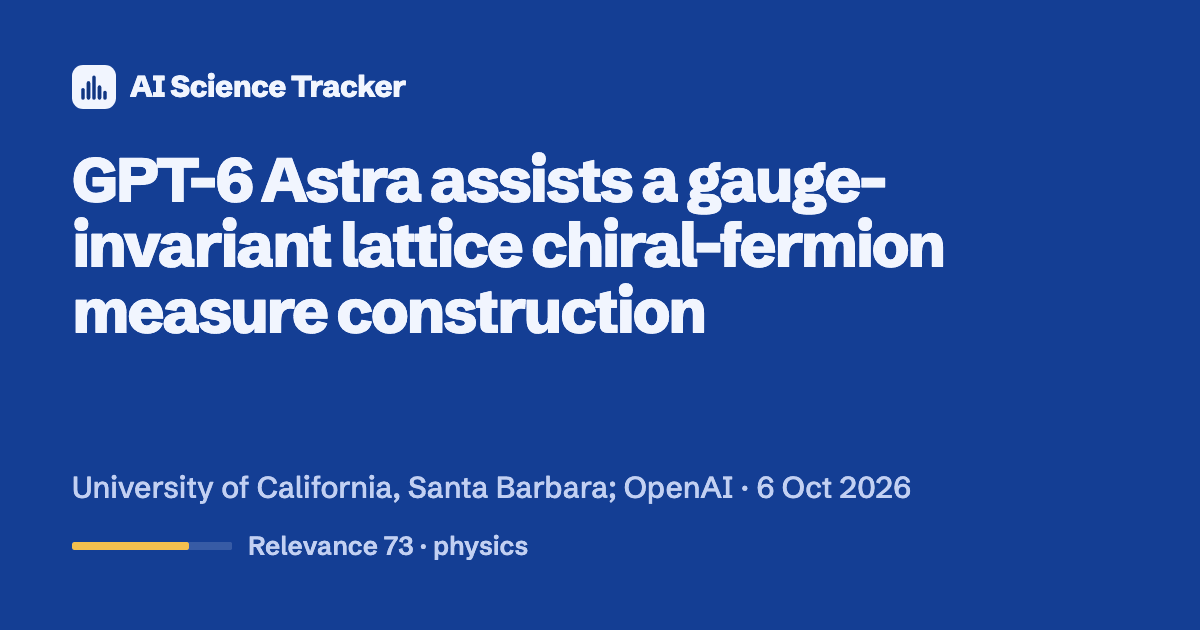 AI Science Tracker
GPT-6 Astra assists a gauge-
invariant lattice chiral-fermion
measure construction
University of California, Santa Barbara; OpenAI · 6 Oct 2026
Relevance 73 · physics